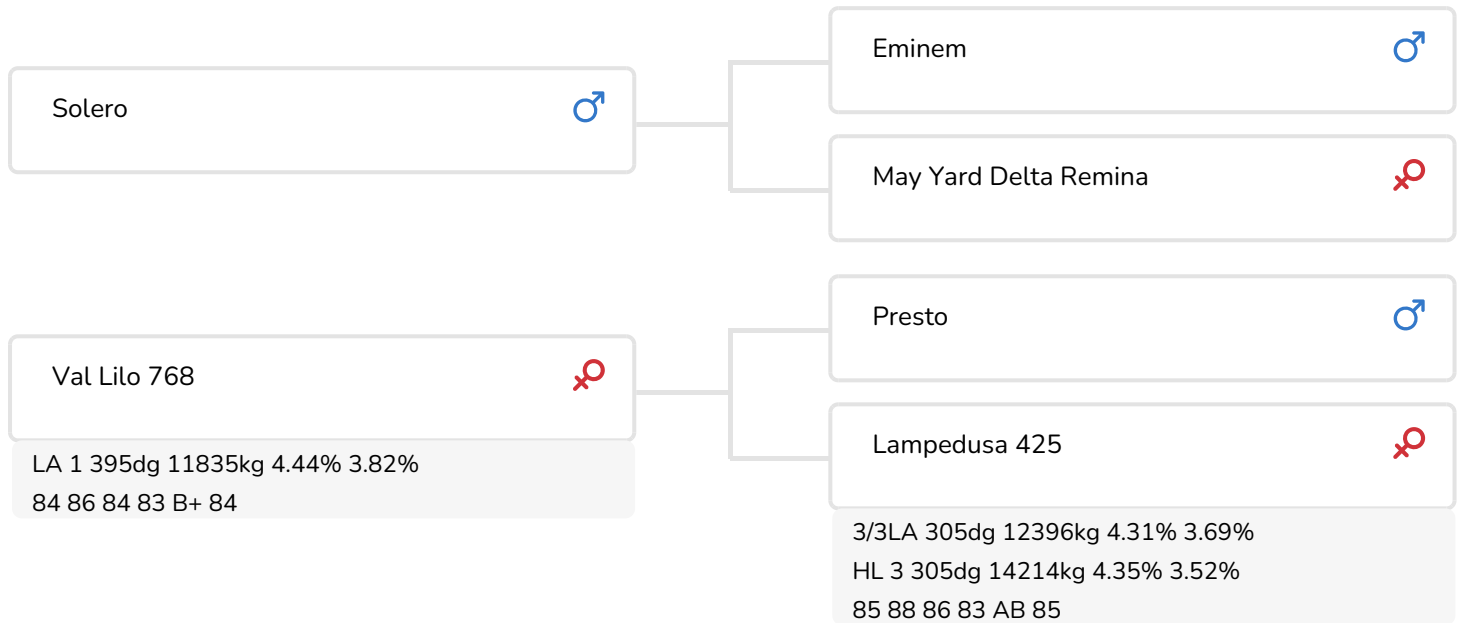 Solero
Eminem
May Yard Delta Remina
Val Lilo 768
LA 1 395dg 11835kg 4.44% 3.82%
84 86 84 83 B+ 84
Presto
Lampedusa 425
3/3LA 305dg 12396kg 4.31% 3.69%
HL 3 305dg 14214kg 4.35% 3.52%
85 88 86 83 AB 85